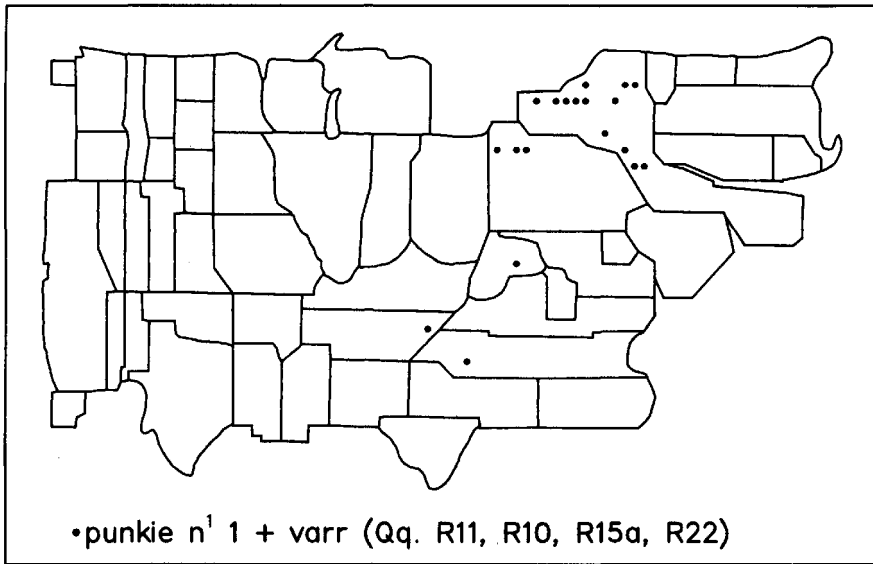 •punkie n¹ 1 + varr (Qq. R11, R10, R15a, R22)